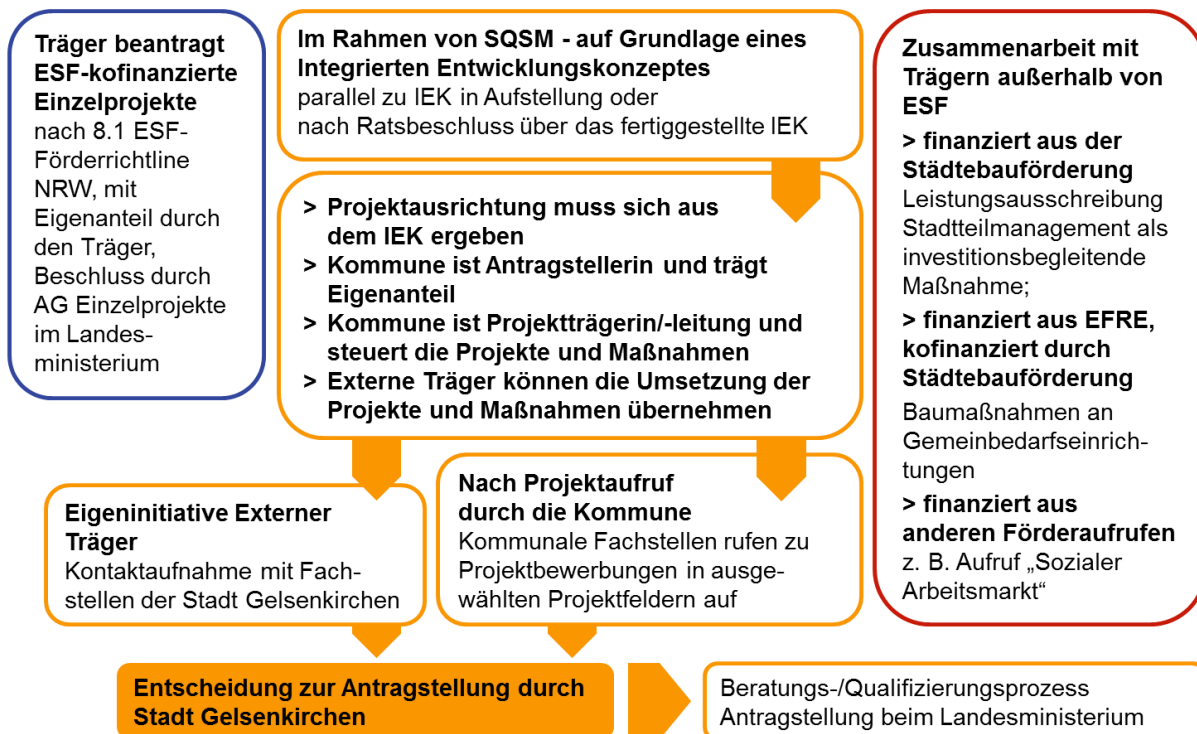 Träger beantragt
ESF-kofinanzierte
Einzelprojekte
nach 8.1 ESF-
Förderrichtline
NRW, mit
Eigenanteil durch
den Träger,
Beschluss durch
AG Einzelprojekte
im Landes-
ministerium
Im Rahmen von SQSM - auf Grundlage eines
Integrierten Entwicklungskonzeptes
parallel zu IEK in Aufstellung oder
nach Ratsbeschluss über das fertiggestellte IEK
> Projektausrichtung muss sich aus
dem IEK ergeben
> Kommune ist Antragstellerin und trägt
Eigenanteil
> Kommune ist Projektträgerin/-leitung und
steuert die Projekte und Maßnahmen
> Externe Träger können die Umsetzung der
Projekte und Maßnahmen übernehmen
Eigeninitiative Externer
Träger
Kontaktaufnahme mit Fach-
stellen der Stadt Gelsenkirchen
Nach Projektaufruf
durch die Kommune
Kommunale Fachstellen rufen zu
Projektbewerbungen in ausge-
wählten Projektfeldern auf
Entscheidung zur Antragstellung durch
Stadt Gelsenkirchen
Beratungs-/Qualifizierungsprozess
Antragstellung beim Landesministerium
Zusammenarbeit mit
Trägern außerhalb von
ESF
> finanziert aus der
Städtebauförderung
Leistungsausschreibung
Stadtteilmanagement als
investitionsbegleitende
Maßnahme;
> finanziert aus EFRE,
kofinanziert durch
Städtebauförderung
Baumaßnahmen an
Gemeinbedarfseinrich-
tungen
> finanziert aus
anderen Förderaufrufen
z. B. Aufruf „Sozialer
Arbeitsmarkt“